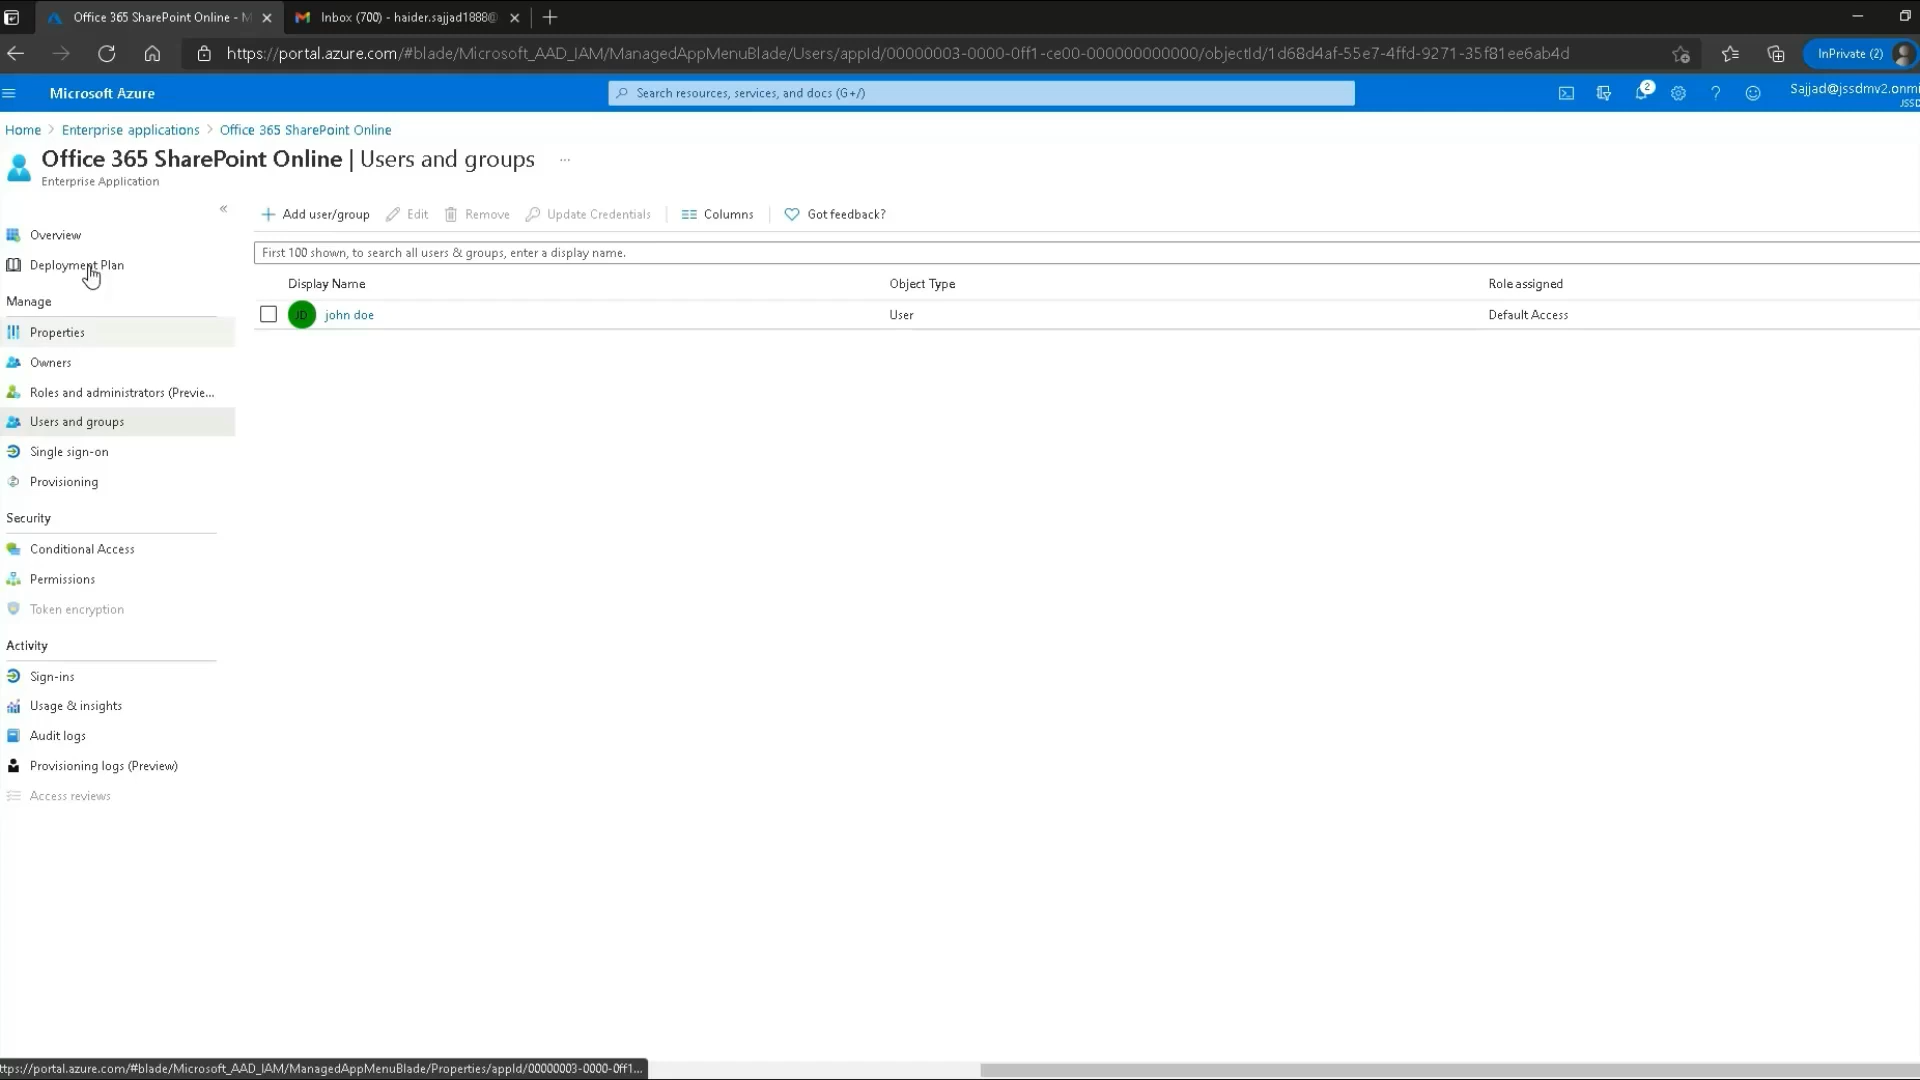 Office 365 SharePoint Online - M
Inbox (700) - haider.sajjad1888@
https://portal.azure.com/#blade/Microsoft_AAD_IAM/ManagedAppMenuBlade/Users/appId/00000003-0000-0ff1-ce00-000000000000/objectId/1d68d4af-55e7-4ffd-9271-35f81ee6ab4d
InPrivate (2)
Microsoft Azure
Search resources, services, and docs (G+/)
2
Sajjad@jssdmv2.onmi
JSSD
Home > Enterprise applications > Office 365 SharePoint Online
Office 365 SharePoint Online | Users and groups ...
Enterprise Application
«
Add user/group
Edit
Remove
Update Credentials
Columns
Got feedback?
First 100 shown, to search all users & groups, enter a display name.
Display Name
Object Type
Role assigned
JD
john doe
User
Default Access
Overview
Deployment Plan
Manage
Properties
Owners
Roles and administrators (Previe...
Users and groups
Single sign-on
Provisioning
Security
Conditional Access
Permissions
Token encryption
Activity
Sign-ins
Usage & insights
Audit logs
Provisioning logs (Preview)
Access reviews
ttps://portal.azure.com/#blade/Microsoft_AAD_IAM/ManagedAppMenuBlade/Properties/appId/00000003-0000-0ff1...